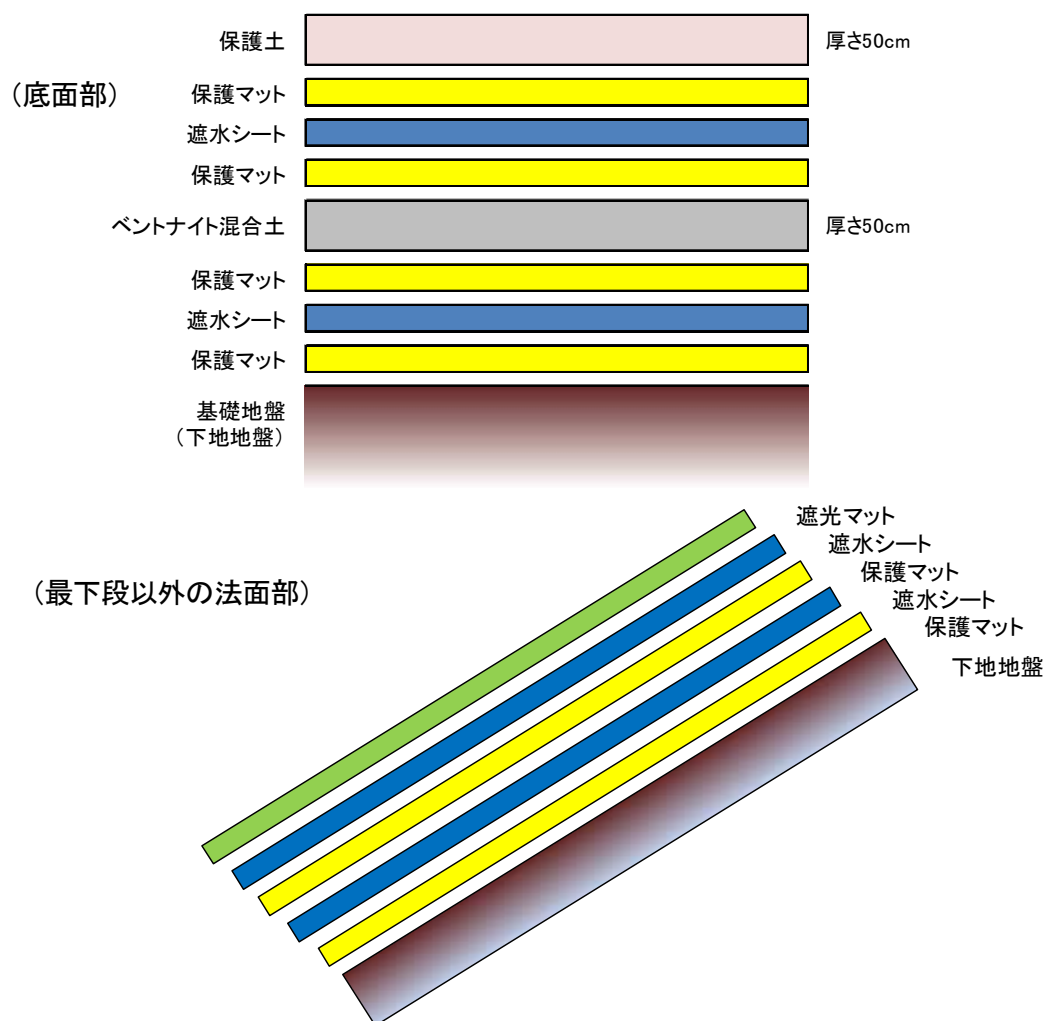 保護土
厚さ50cm
（底面部）
保護マット
遮水シート
保護マット
ベントナイト混合土
厚さ50cm
保護マット
遮水シート
保護マット
基礎地盤
（下地地盤）
（最下段以外の法面部）
遮光マット
遮水シート
保護マット
遮水シート
保護マット
下地地盤